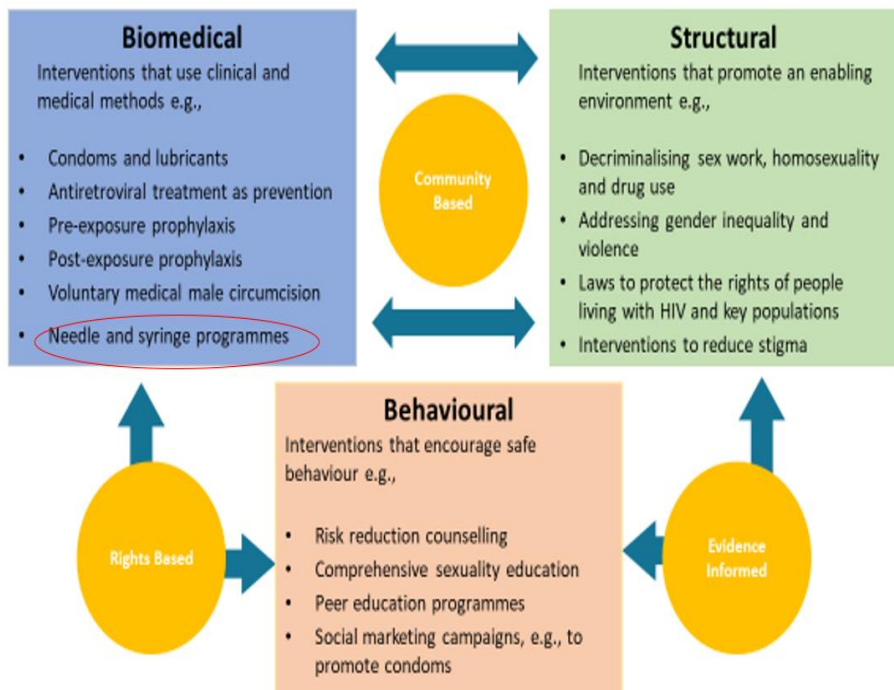 Biomedical
Interventions that use clinical and
medical methods e.g.,
• Condoms and lubricants
• Antiretroviral treatment as prevention
• Pre-exposure prophylaxis
• Post-exposure prophylaxis
• Voluntary medical male circumcision
• Needle and syringe programmes
Community
Based
Structural
Interventions that promote an enabling
environment e.g.,
• Decriminalising sex work, homosexuality
and drug use
• Addressing gender inequality and
violence
• Laws to protect the rights of people
living with HIV and key populations
• Interventions to reduce stigma
Rights Based
Behavioural
Interventions that encourage safe
behaviour e.g.,
• Risk reduction counselling
• Comprehensive sexuality education
• Peer education programmes
• Social marketing campaigns, e.g., to
promote condoms
Evidence
Informed